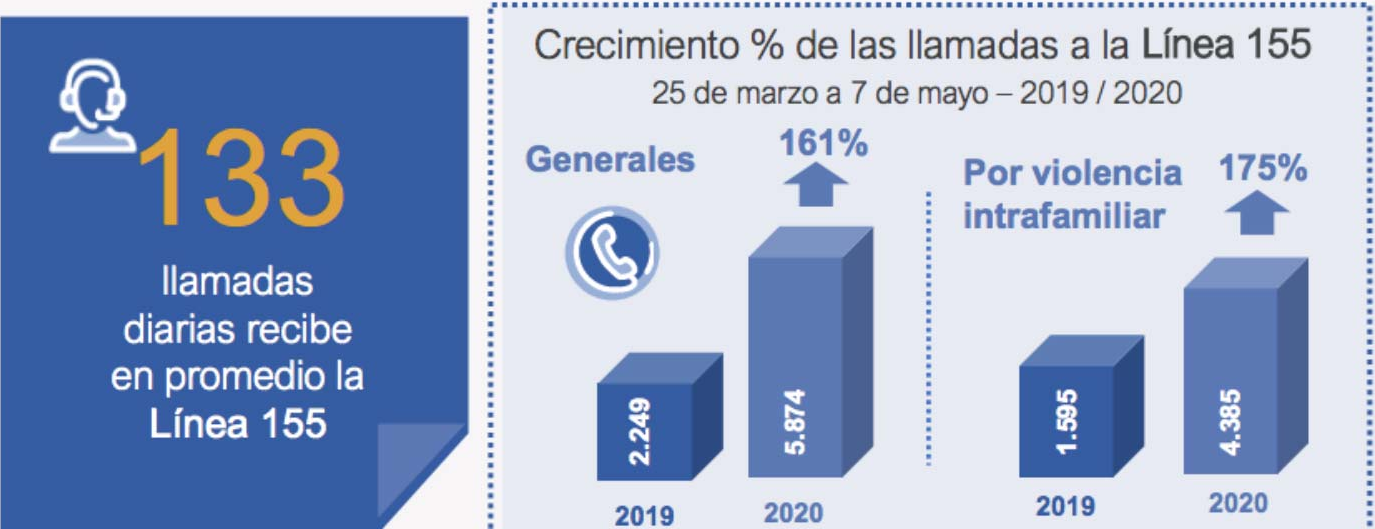 133
llamadas
diarias recibe
en promedio la
Línea 155
Crecimiento % de las llamadas a la Línea 155
25 de marzo a 7 de mayo – 2019 / 2020
Generales
161%
2.249
5.874
2019
2020
Por violencia
intrafamiliar
175%
1.595
4.385
2019
2020